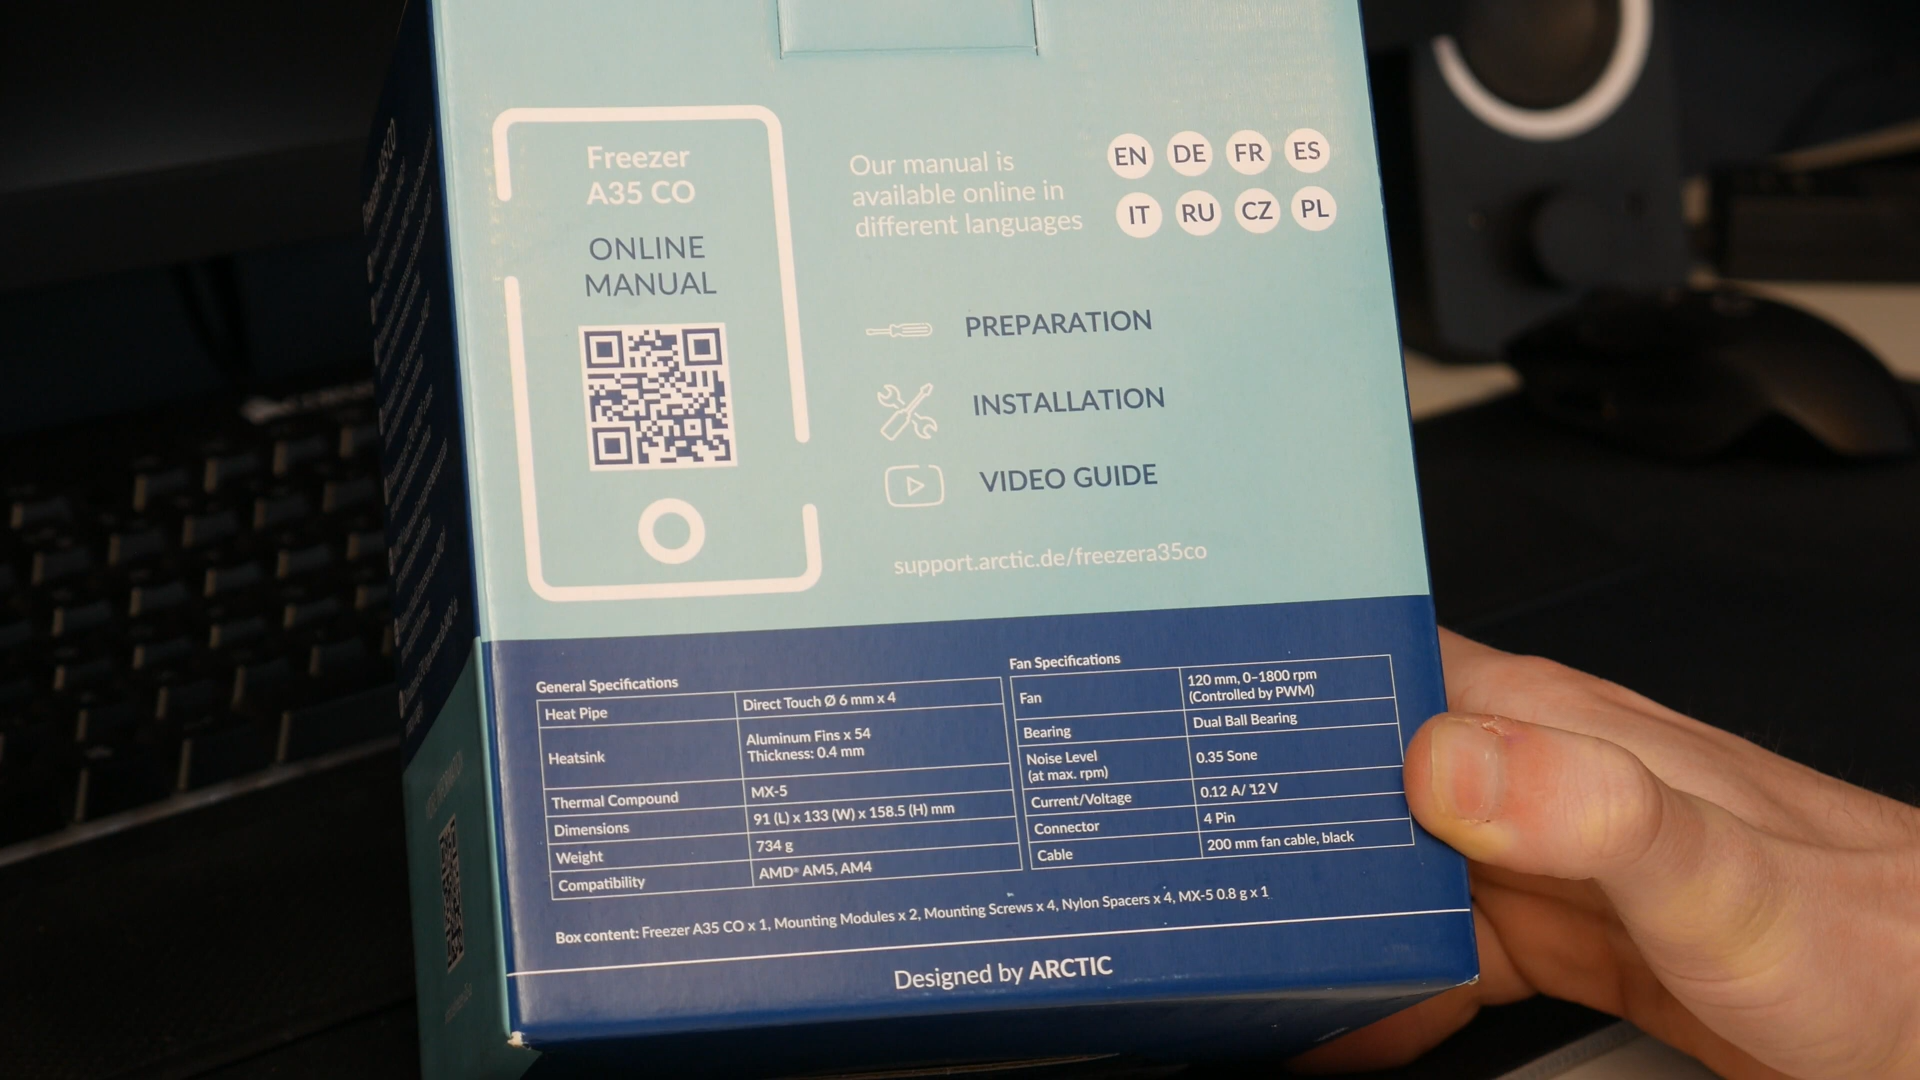 Freezer
A35 CO
ONLINE
MANUAL
Our manual is
available online in
different languages
EN DE FR ES
IT RU CZ PL
PREPARATION
INSTALLATION
VIDEO GUIDE
support.arctic.de/freezera35co
General Specifications
Heat Pipe Direct Touch Ø 6 mm x 4
Heatsink Aluminum Fins x 54
Thickness: 0.4 mm
Thermal Compound MX-5
Dimensions 91 (L) x 133 (W) x 158.5 (H) mm
Weight 734 g
Compatibility AMD® AM5, AM4
Fan Specifications
Fan 120 mm, 0–1800 rpm
(Controlled by PWM)
Bearing Dual Ball Bearing
Noise Level
(at max. rpm) 0.35 Sone
Current/Voltage 0.12 A/ 12 V
Connector 4 Pin
Cable 200 mm fan cable, black
Box content: Freezer A35 CO x 1, Mounting Modules x 2, Mounting Screws x 4, Nylon Spacers x 4, MX-5 0.8 g x 1
Designed by ARCTIC